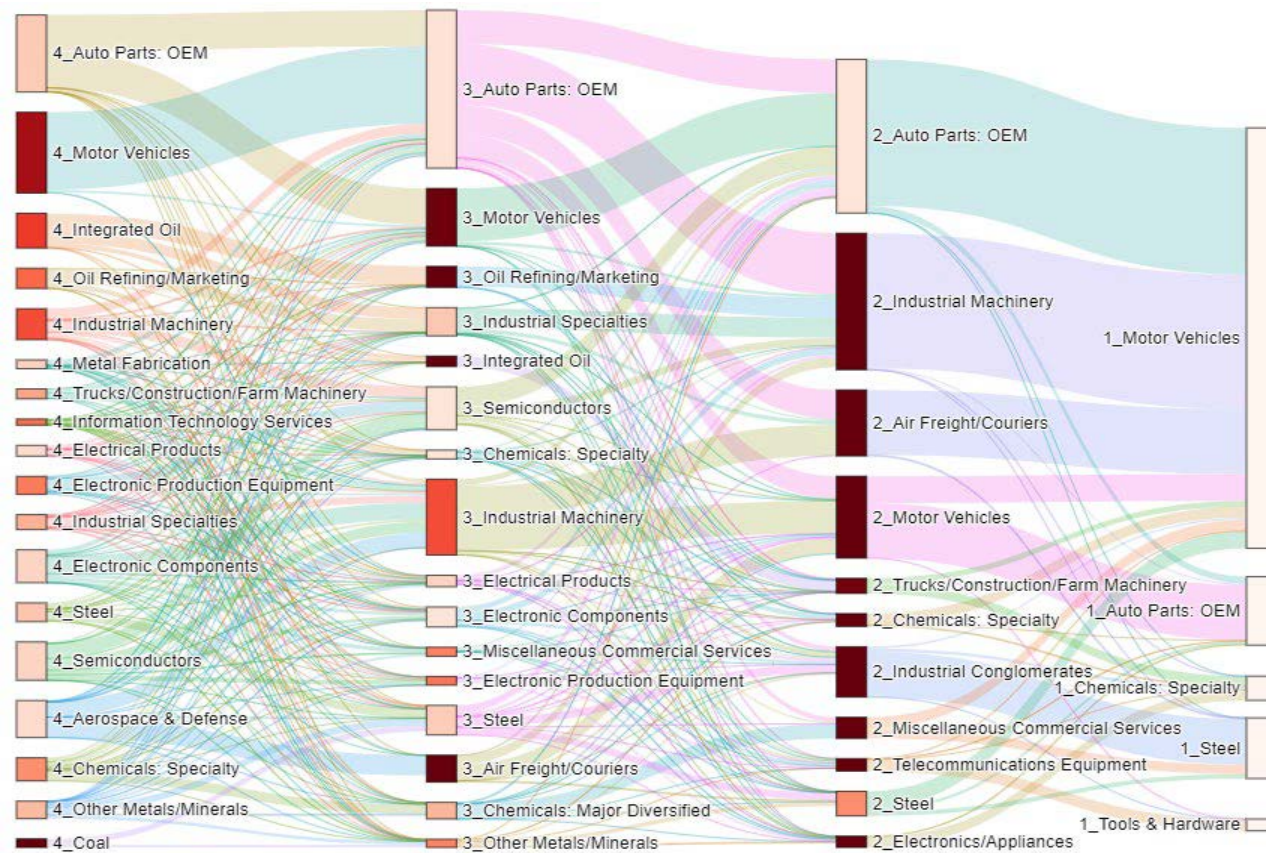 4_Auto Parts: OEM
4_Motor Vehicles
4_Integrated Oil
4_Oil Refining/Marketing
4_Industrial Machinery
4_Metal Fabrication
4_Trucks/Construction/Farm Machinery
4_Information Technology Services
4_Electrical Products
4_Electronic Production Equipment
4_Industrial Specialties
4_Electronic Components
4_Steel
4_Semiconductors
4_Aerospace & Defense
4_Chemicals: Specialty
4_Other Metals/Minerals
4_Coal
3_Auto Parts: OEM
3_Motor Vehicles
3_Oil Refining/Marketing
3_Industrial Specialties
3_Integrated Oil
3_Semiconductors
3_Chemicals: Specialty
3_Industrial Machinery
3_Electrical Products
3_Electronic Components
3_Miscellaneous Commercial Services
3_Electronic Production Equipment
3_Steel
3_Air Freight/Couriers
3_Chemicals: Major Diversified
3_Other Metals/Minerals
2_Auto Parts: OEM
2_Industrial Machinery
2_Air Freight/Couriers
2_Motor Vehicles
2_Trucks/Construction/Farm Machinery
2_Chemicals: Specialty
2_Industrial Conglomerates
2_Miscellaneous Commercial Services
2_Telecommunications Equipment
2_Steel
2_Electronics/Appliances
1_Motor Vehicles
1_Auto Parts: OEM
1_Chemicals: Specialty
1_Steel
1_Tools & Hardware